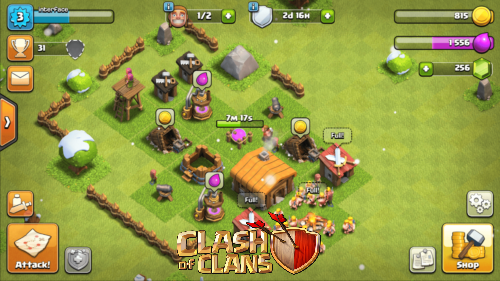 3
interface
i
1/2
i
2d 16h
815
31
1 556
256
7m 17s
Full!
Full!
Full!
CLASH
OF CLANS
Attack!
Shop